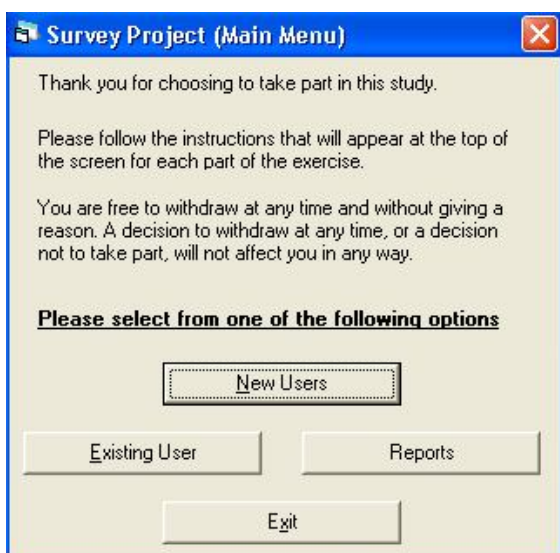 Survey Project (Main Menu)
Thank you for choosing to take part in this study.
Please follow the instructions that will appear at the top of
the screen for each part of the exercise.
You are free to withdraw at any time and without giving a
reason. A decision to withdraw at any time, or a decision
not to take part, will not affect you in any way.
Please select from one of the following options
New Users
Existing User
Reports
Exit